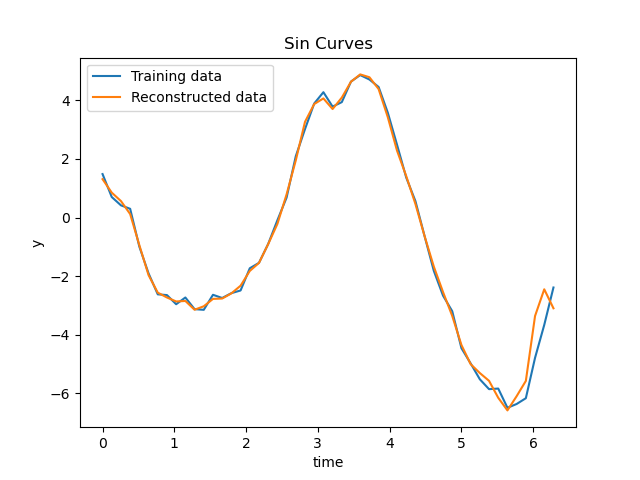 Sin Curves
Training data
Reconstructed data
y
4
2
0
−2
−4
−6
0 1 2 3 4 5 6
time